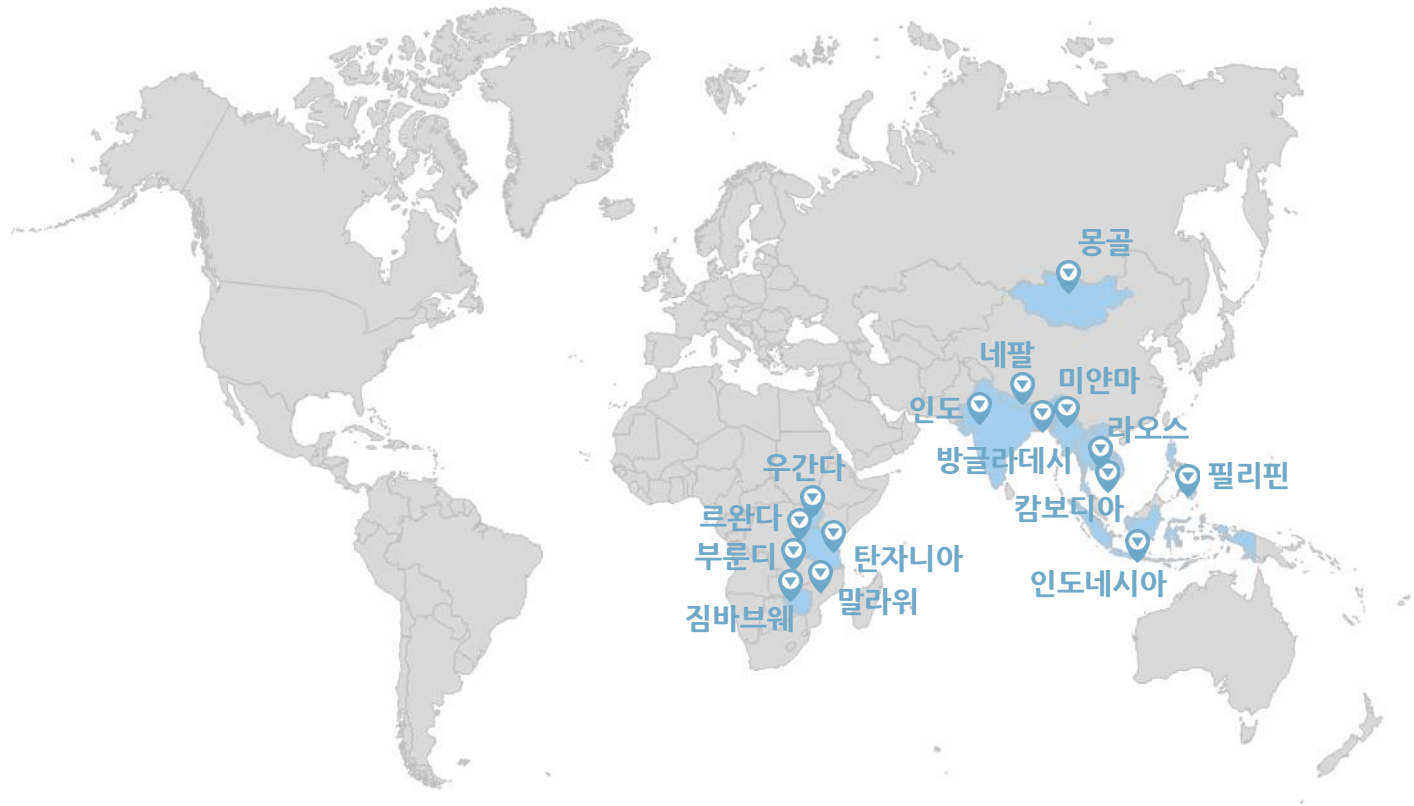 몽골
네팔
미얀마
인도
라오스
방글라데시
우간다
필리핀
캄보디아
르완다
부룬디
탄자니아
인도네시아
말라위
짐바브웨